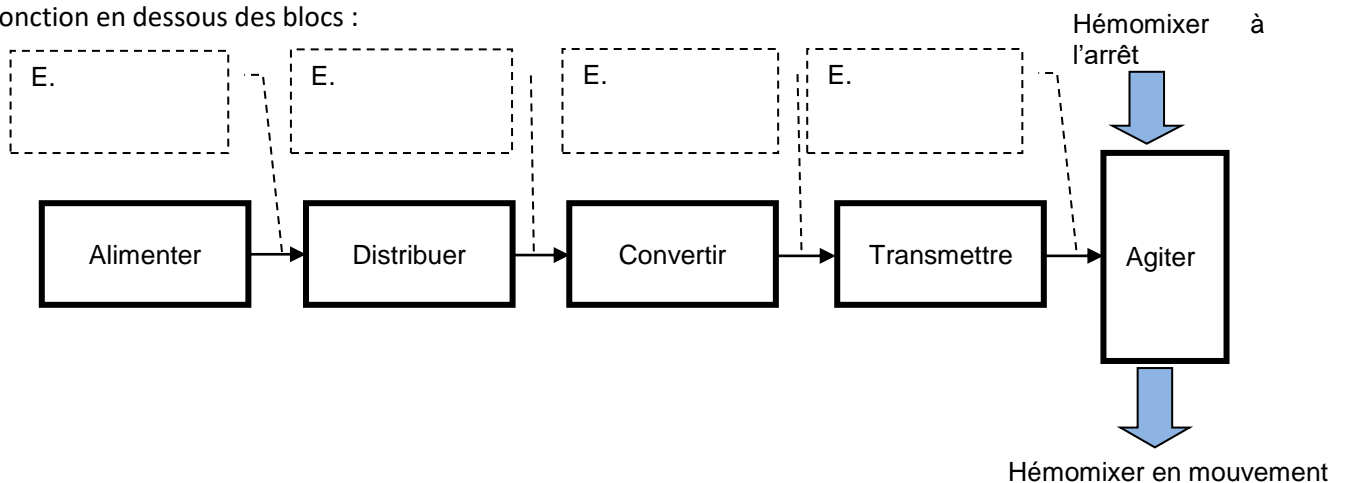 onction en dessous des blocs :
Hémomixer à
l'arrêt
E.
E.
E.
E.
Alimenter
Distribuer
Convertir
Transmettre
Agiter
Hémomixer en mouvement